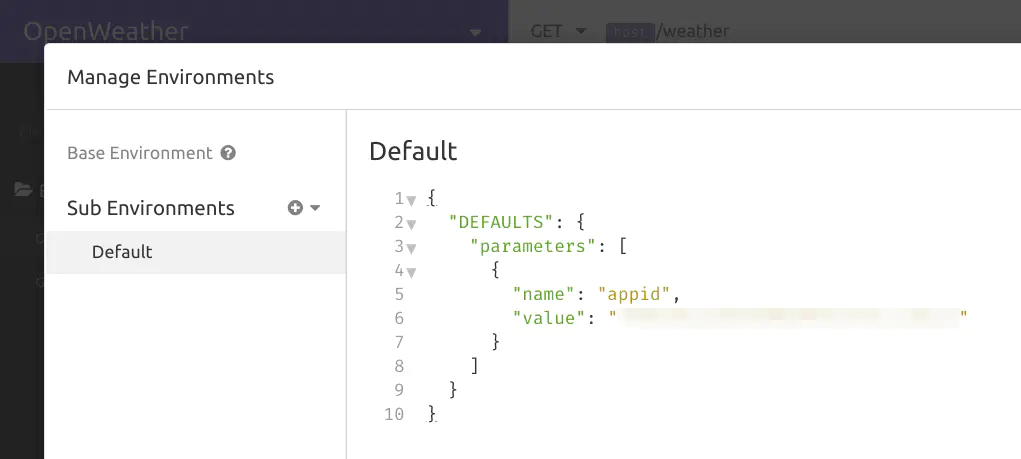 OpenWeather
GET host /weather
Manage Environments
Base Environment
Default
Sub Environments
Default
1 {
2 "DEFAULTS": {
3 "parameters": [
4 {
5 "name": "appid",
6 "value": " "
7 }
8 ]
9 }
10 }